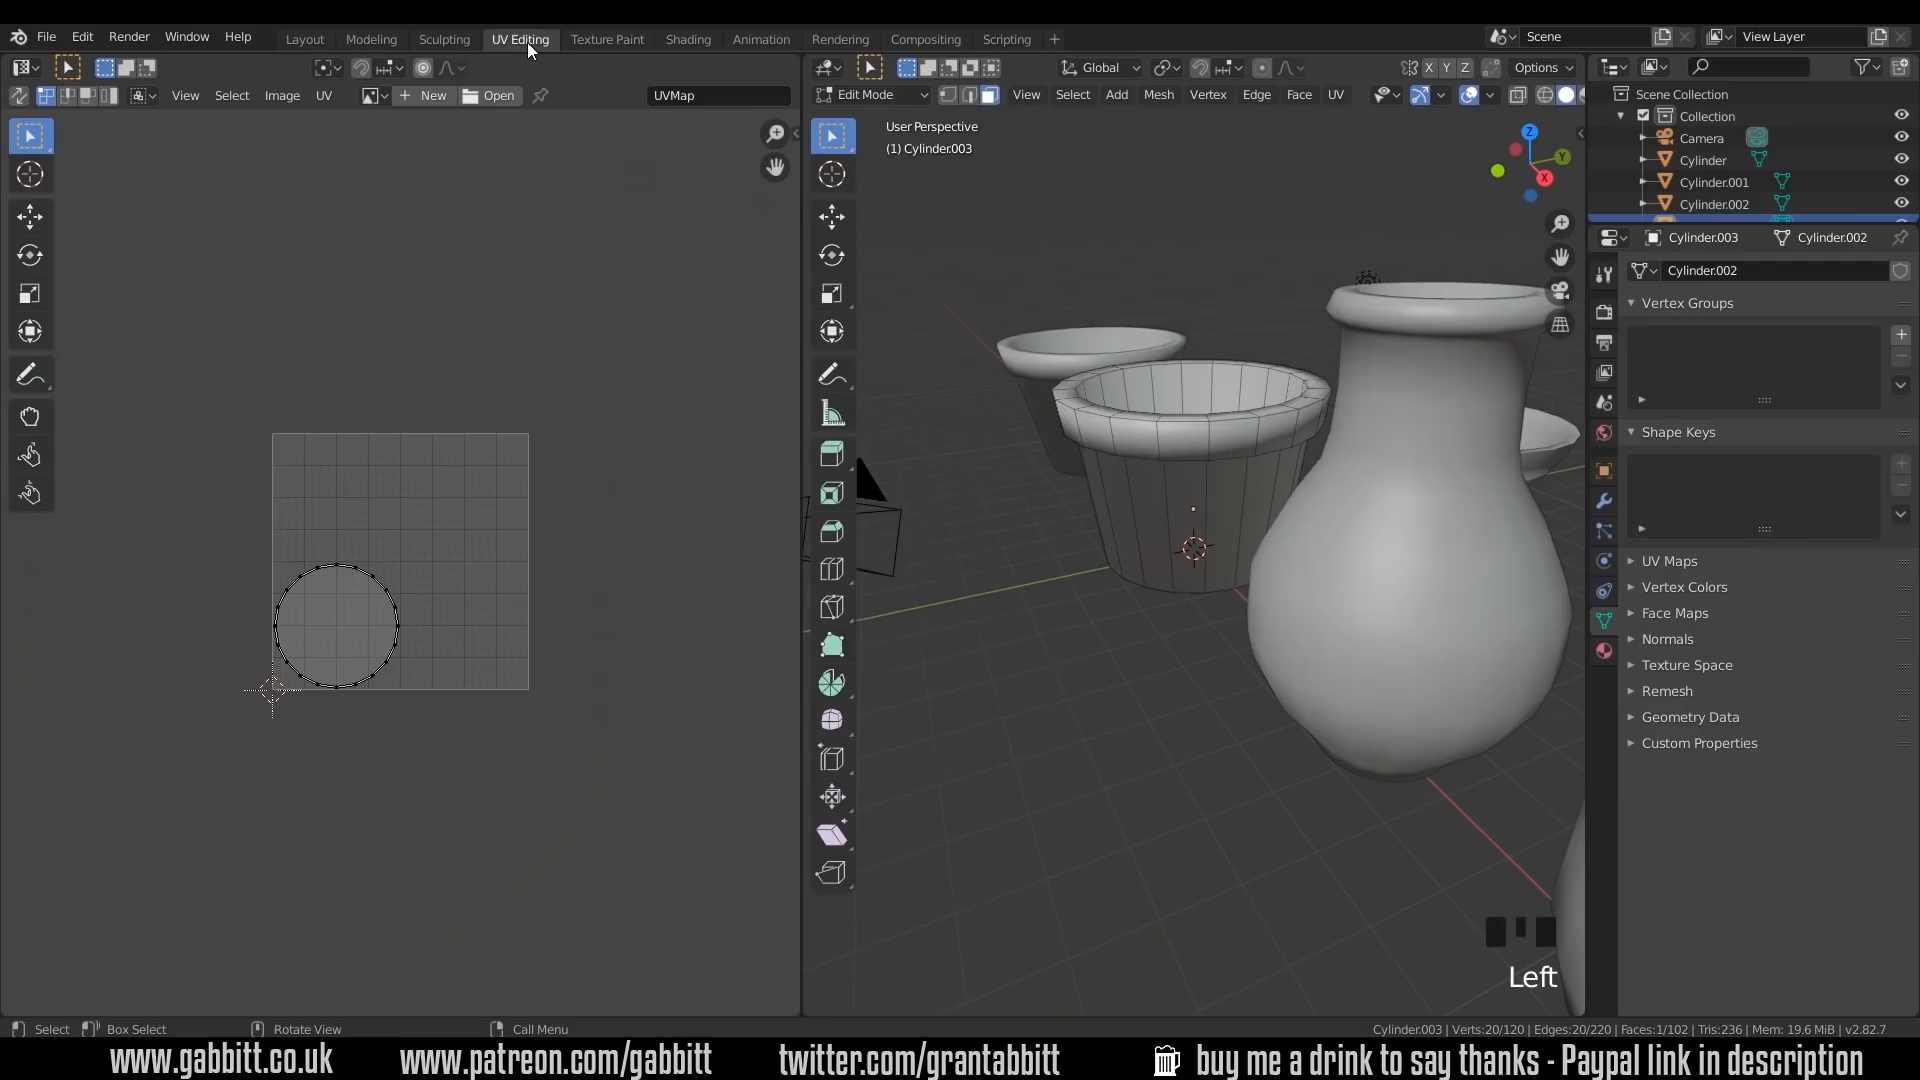 File Edit Render Window Help Layout Modeling Sculpting UV Editing Texture Paint Shading Animation Rendering Compositing Scripting Scene View Layer
Global X Y Z Options
View Select Image UV New Open UVMap Edit Mode View Select Add Mesh Vertex Edge Face UV
User Perspective
(1) Cylinder.003
Z
Y
X
Scene Collection
Collection
Camera
Cylinder
Cylinder.001
Cylinder.002
Cylinder.003 Cylinder.002
Cylinder.002
Vertex Groups
Shape Keys
UV Maps
Vertex Colors
Face Maps
Normals
Texture Space
Remesh
Geometry Data
Custom Properties
Left
Select Box Select Rotate View Call Menu Cylinder.003 | Verts:20/120 | Edges:20/220 | Faces:1/102 | Tris:236 | Mem: 19.6 MiB | v2.82.7
www.gabbitt.co.uk www.patreon.com/gabbitt twitter.com/grantabbitt buy me a drink to say thanks - Paypal link in description